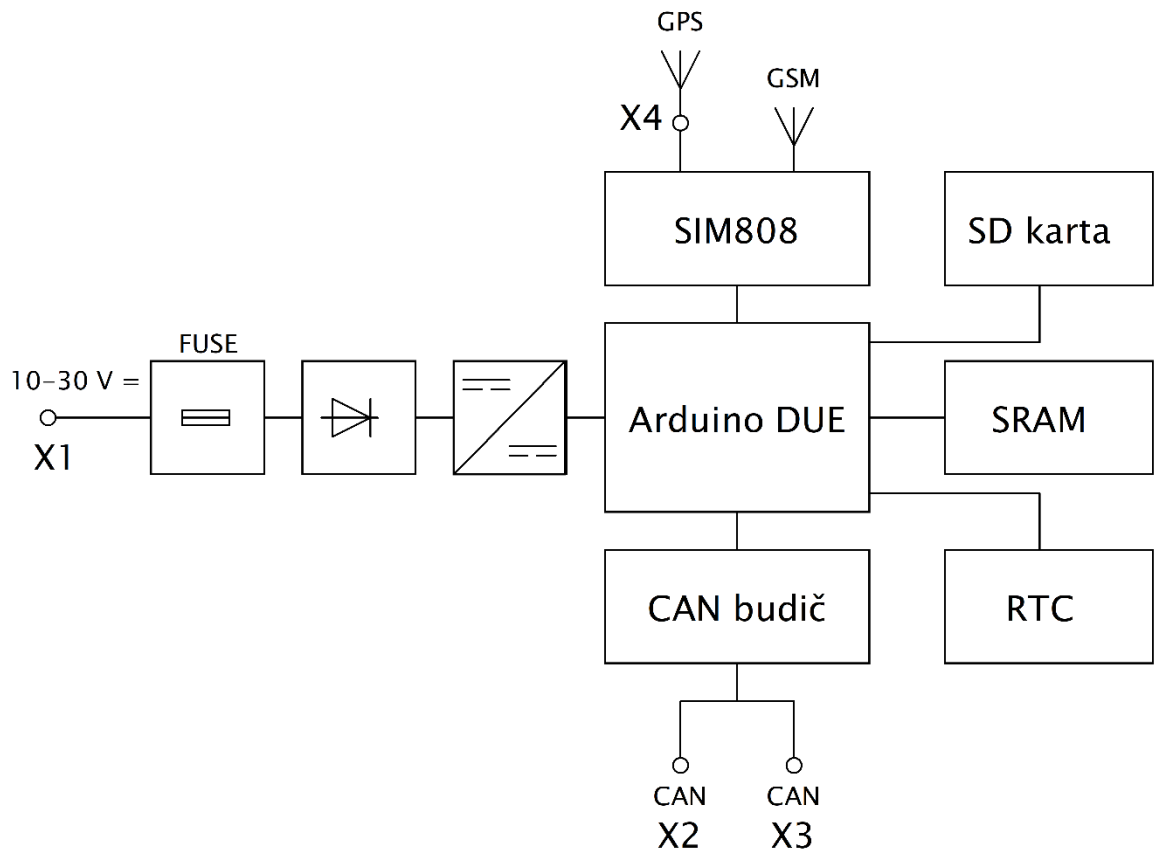 GPS
GSM
X4
SIM808
SD karta
FUSE
10–30 V =
X1
Arduino DUE
SRAM
CAN budič
RTC
CAN
CAN
X2
X3